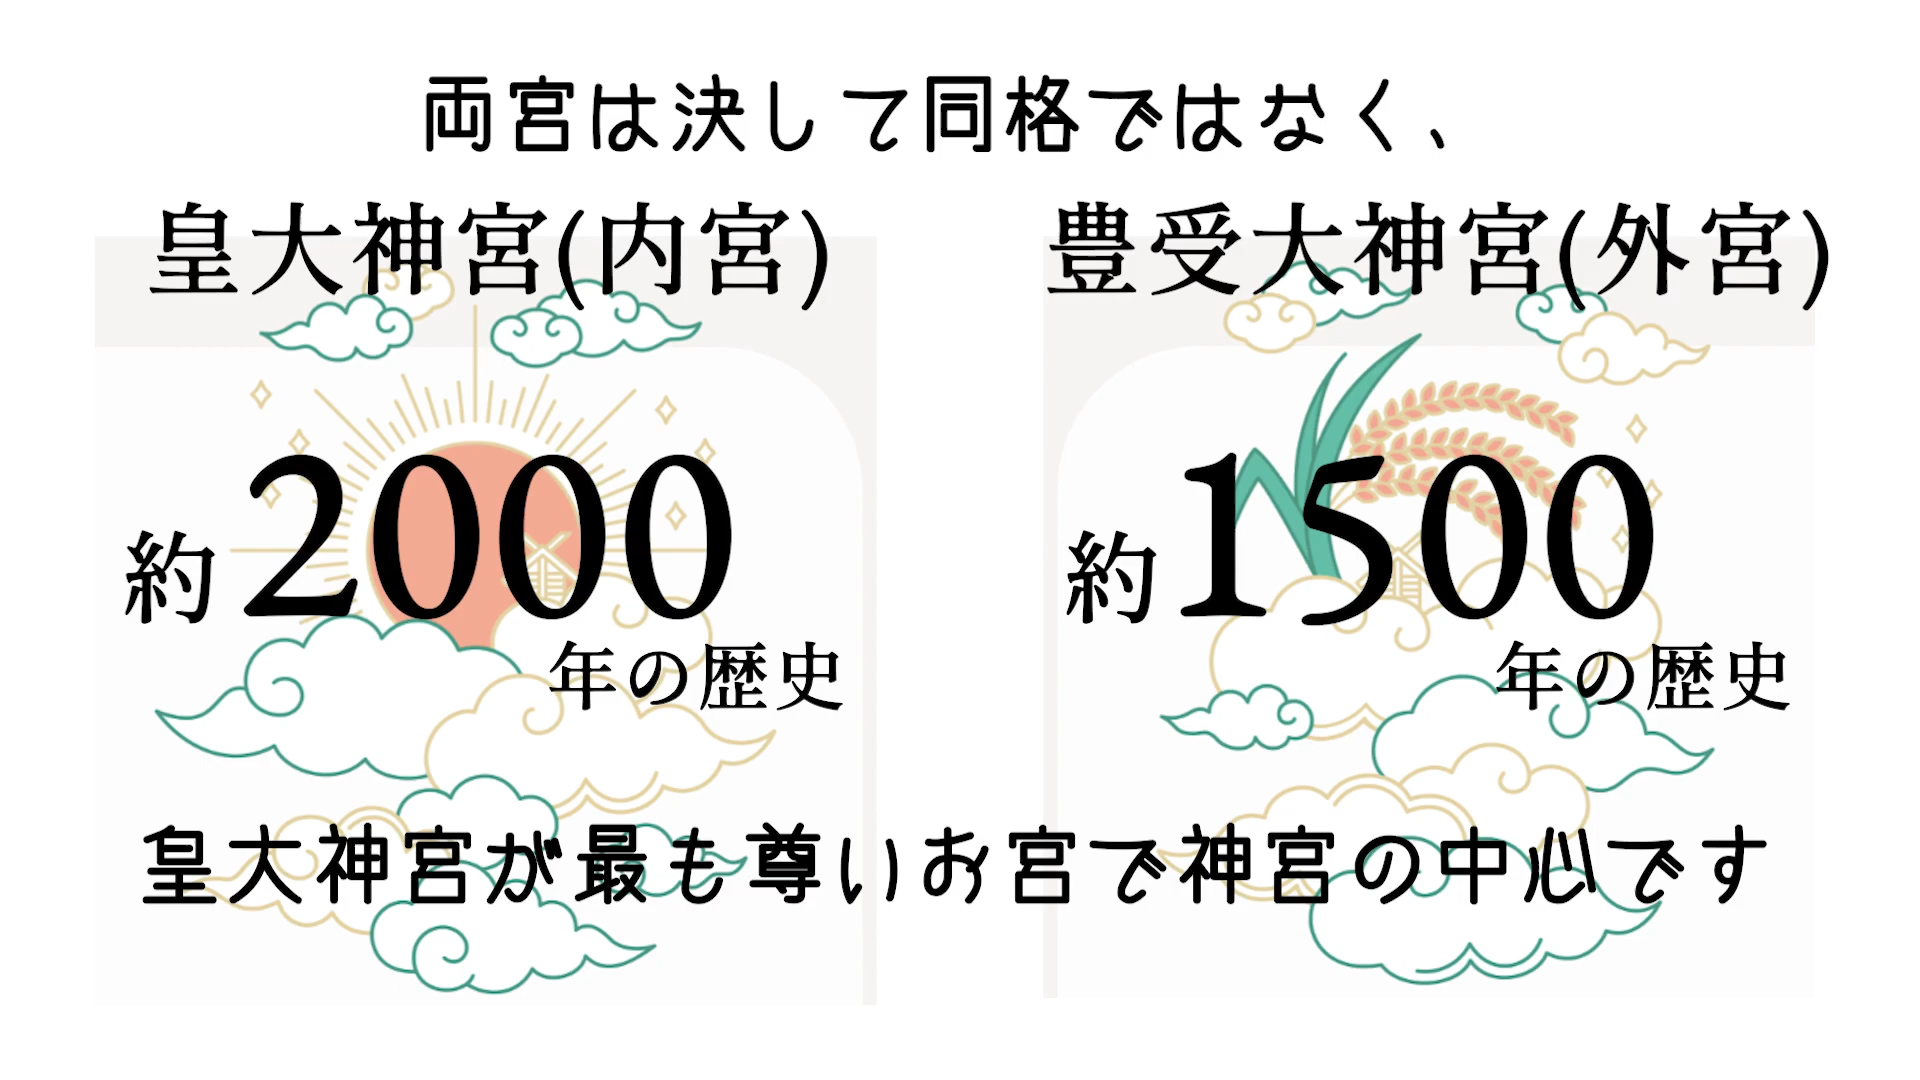 両宮は決して同格ではなく、
皇大神宮(内宮)
約2000
年の歴史
豊受大神宮(外宮)
約1500
年の歴史
皇大神宮が最も尊いお宮で神宮の中心です